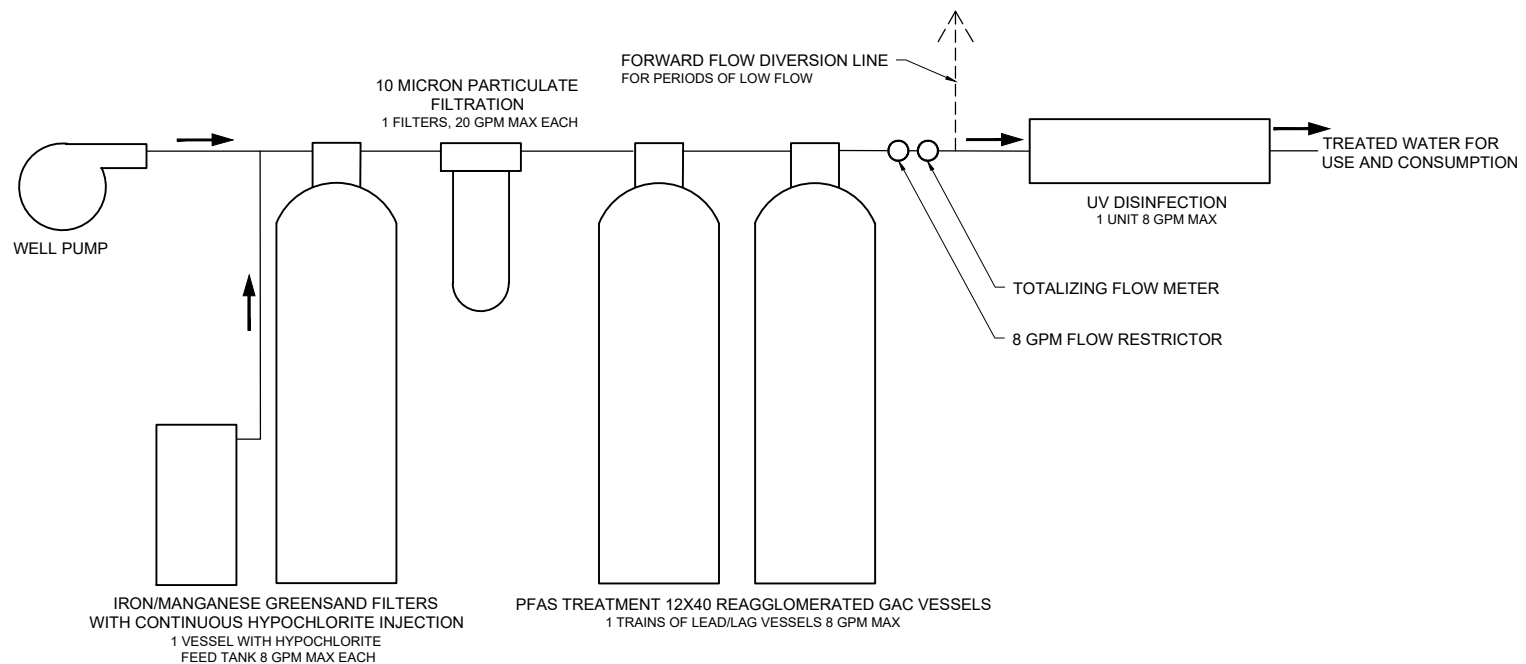 FORWARD FLOW DIVERSION LINE
FOR PERIODS OF LOW FLOW
10 MICRON PARTICULATE
FILTRATION
1 FILTERS, 20 GPM MAX EACH
TREATED WATER FOR
USE AND CONSUMPTION
UV DISINFECTION
1 UNIT 8 GPM MAX
WELL PUMP
TOTALIZING FLOW METER
8 GPM FLOW RESTRICTOR
IRON/MANGANESE GREENSAND FILTERS
WITH CONTINUOUS HYPOCHLORITE INJECTION
1 VESSEL WITH HYPOCHLORITE
FEED TANK 8 GPM MAX EACH
PFAS TREATMENT 12X40 REAGGLOMERATED GAC VESSELS
1 TRAINS OF LEAD/LAG VESSELS 8 GPM MAX